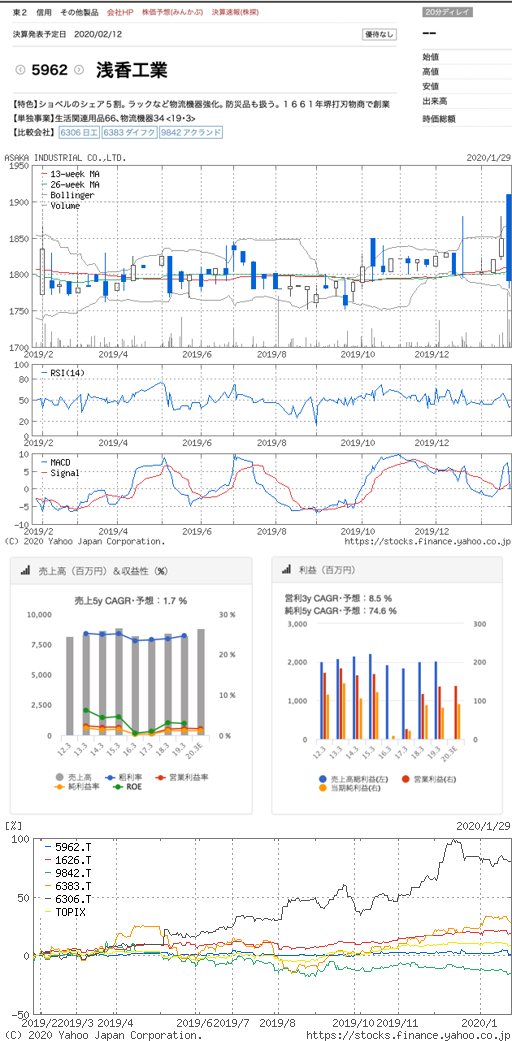 東２ 信用 その他製品 会社HP 株価予想(みんかぶ) 決算速報(株探)
20分ディレイ
決算発表予定日 2020/02/12
優待なし
--
5962 浅香工業
始値
高値
安値
出来高
時価総額
【特色】ショベルのシェア５割。ラックなど物流機器強化。防災品も扱う。１６６１年堺打刃物商で創業
【単独事業】生活関連用品66、物流機器34 <19・3>
【比較会社】 6306 日工 6383 ダイフク 9842 アークランド
ASAKA INDUSTRIAL CO.,LTD. 2020/1/29
1950
1900
1850
1800
1750
1700
13-week MA
26-week MA
Bollinger
Volume
2019/2 2019/4 2019/6 2019/8 2019/10 2019/12
100
80
50
20
0
RSI(14)
2019/2 2019/4 2019/6 2019/8 2019/10 2019/12
10
5
0
-5
-10
MACD
Signal
2019/2 2019/4 2019/6 2019/8 2019/10 2019/12
(C) 2020 Yahoo Japan Corporation. https://stocks.finance.yahoo.co.jp
売上高（百万円）＆収益性（%）
売上5y CAGR・予想：1.7 %
10,000
7,500
5,000
2,500
0
30 %
20 %
10 %
0 %
12.3 13.3 14.3 15.3 16.3 17.3 18.3 19.3 20.3E
売上高 粗利率 営業利益率
純利益率 ROE
利益（百万円）
営利3y CAGR・予想：8.5 %
純利5y CAGR・予想：74.6 %
3,000
2,000
1,000
0
300
200
100
0
12.3 13.3 14.3 15.3 16.3 17.3 18.3 19.3 20.3E
売上高総利益(左) 営業利益(右)
当期純利益(右)
[%] 2020/1/29
100
50
0
-50
5962.T
1626.T
9842.T
6383.T
6306.T
TOPIX
2019/2 2019/3 2019/4 2019/6 2019/7 2019/8 2019/10 2019/11 2020/1
(C) 2020 Yahoo Japan Corporation. https://stocks.finance.yahoo.co.jp